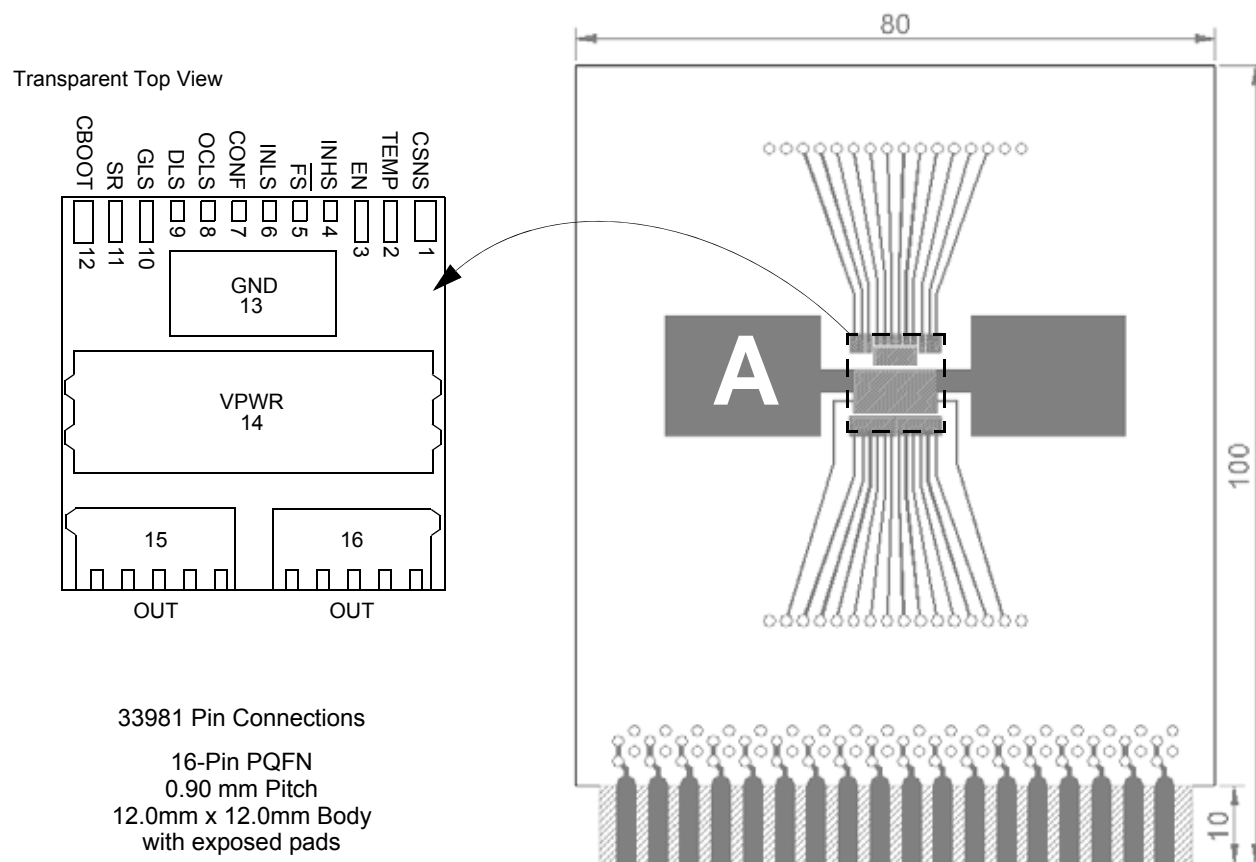 80
Transparent Top View
CBOOT
SR
GLS
DLS
OCLS
CONF
INLS
FS
INHS
EN
TEMP
CSNS
12
11
10
9
8
7
6
5
4
3
2
1
GND
13
VPWR
14
15
16
OUT
OUT
A
100
33981 Pin Connections
16-Pin PQFN
0.90 mm Pitch
12.0mm x 12.0mm Body
with exposed pads
10